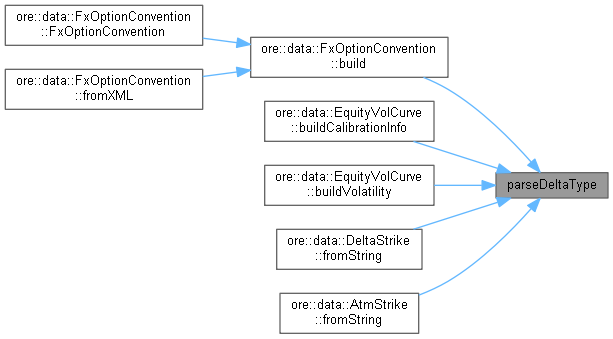 ore::data::FxOptionConvention
::FxOptionConvention
ore::data::FxOptionConvention
::build
ore::data::FxOptionConvention
::fromXML
ore::data::EquityVolCurve
::buildCalibrationInfo
ore::data::EquityVolCurve
::buildVolatility
parseDeltaType
ore::data::DeltaStrike
::fromString
ore::data::AtmStrike
::fromString